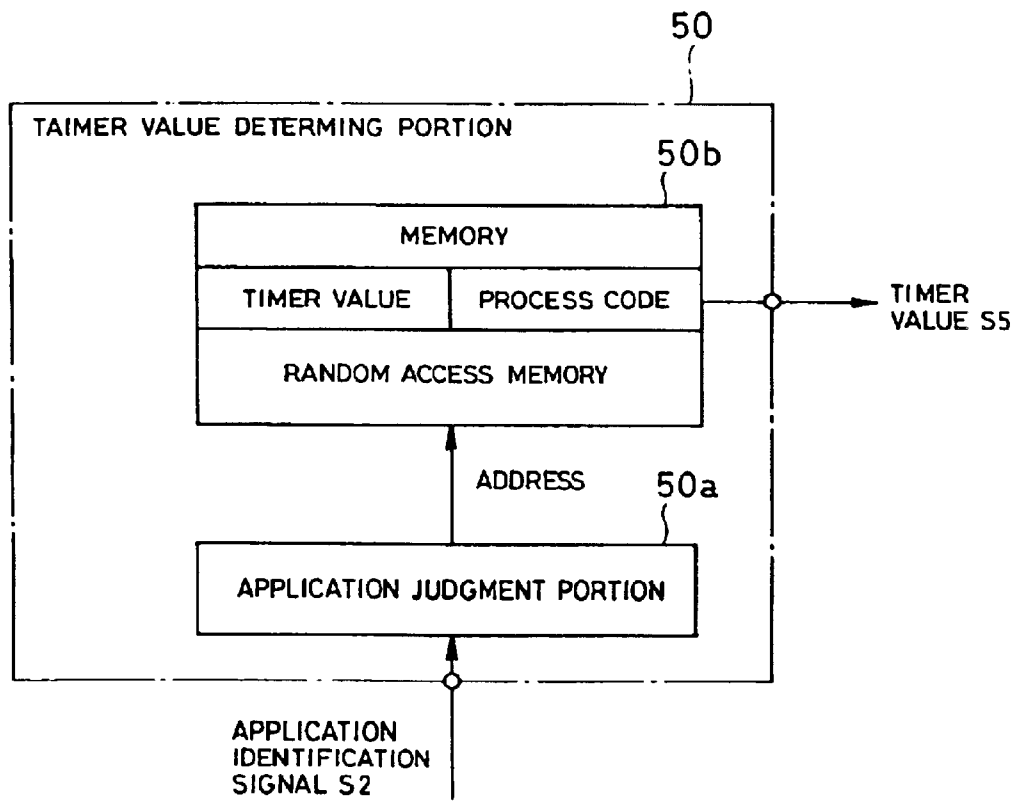 50
TAIMER VALUE DETERMING PORTION
50b
MEMORY
TIMER VALUE
PROCESS CODE
TIMER
VALUE S5
RANDOM ACCESS MEMORY
ADDRESS
50a
APPLICATION JUDGMENT PORTION
APPLICATION
IDENTIFICATION
SIGNAL S2